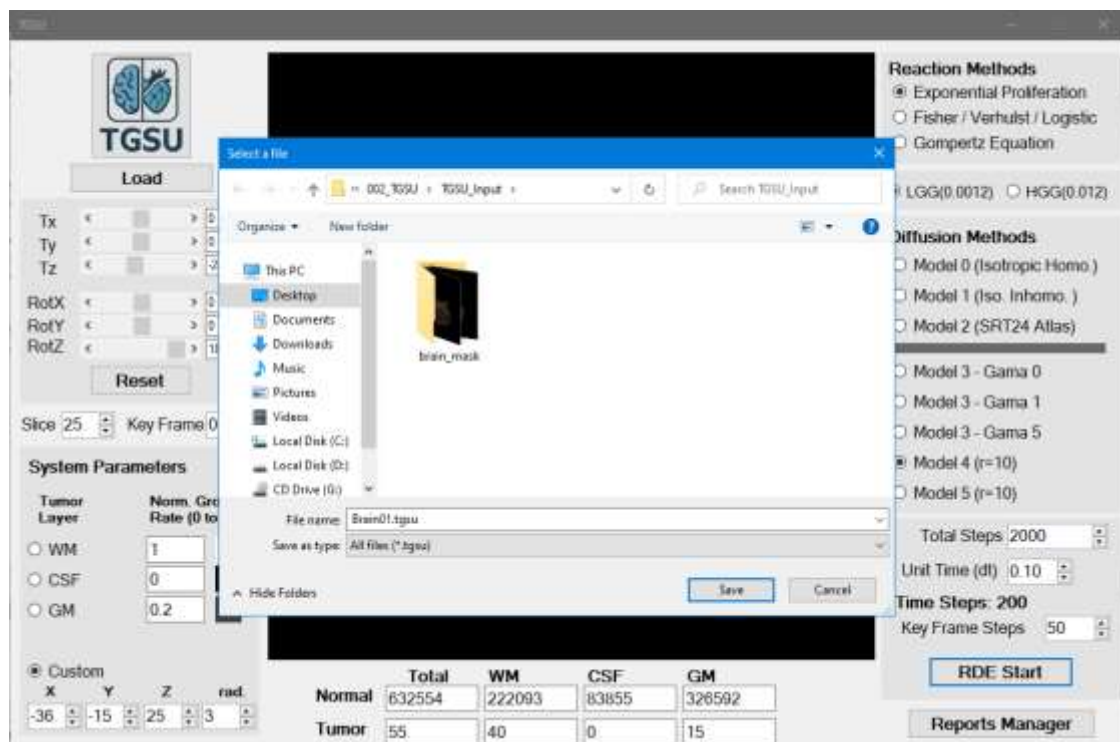 TGSU
TGSU
Load
Tx
Ty
Tz
RotX
RotY
RotZ
Reset
Slice 25 Key Frame 0
System Parameters
Tumor Layer
Norm. Gro
Rate (0 to
WM 1
CSF 0
GM 0.2
Custom
X Y Z rad.
-36 -15 25 3
Select a file
002_TGSU TGSU_Input
Search TGSU_Input
Organize New folder
This PC
Desktop
Documents
Downloads
Music
Pictures
Videos
Local Disk (C:)
Local Disk (D:)
CD Drive (G:)
brain_mask
File name: Brain01.tgsu
Save as type: All files (*.tgsu)
Hide Folders
Save Cancel
Total WM CSF GM
Normal 632554 222093 83855 326592
Tumor 55 40 0 15
Reaction Methods
Exponential Proliferation
Fisher / Verhulst / Logistic
Gompertz Equation
LGG(0.0012) HGG(0.012)
Diffusion Methods
Model 0 (Isotropic Homo.)
Model 1 (Iso. Inhomo. )
Model 2 (SRT24 Atlas)
Model 3 - Gama 0
Model 3 - Gama 1
Model 3 - Gama 5
Model 4 (r=10)
Model 5 (r=10)
Total Steps 2000
Unit Time (dt) 0.10
Time Steps: 200
Key Frame Steps 50
RDE Start
Reports Manager